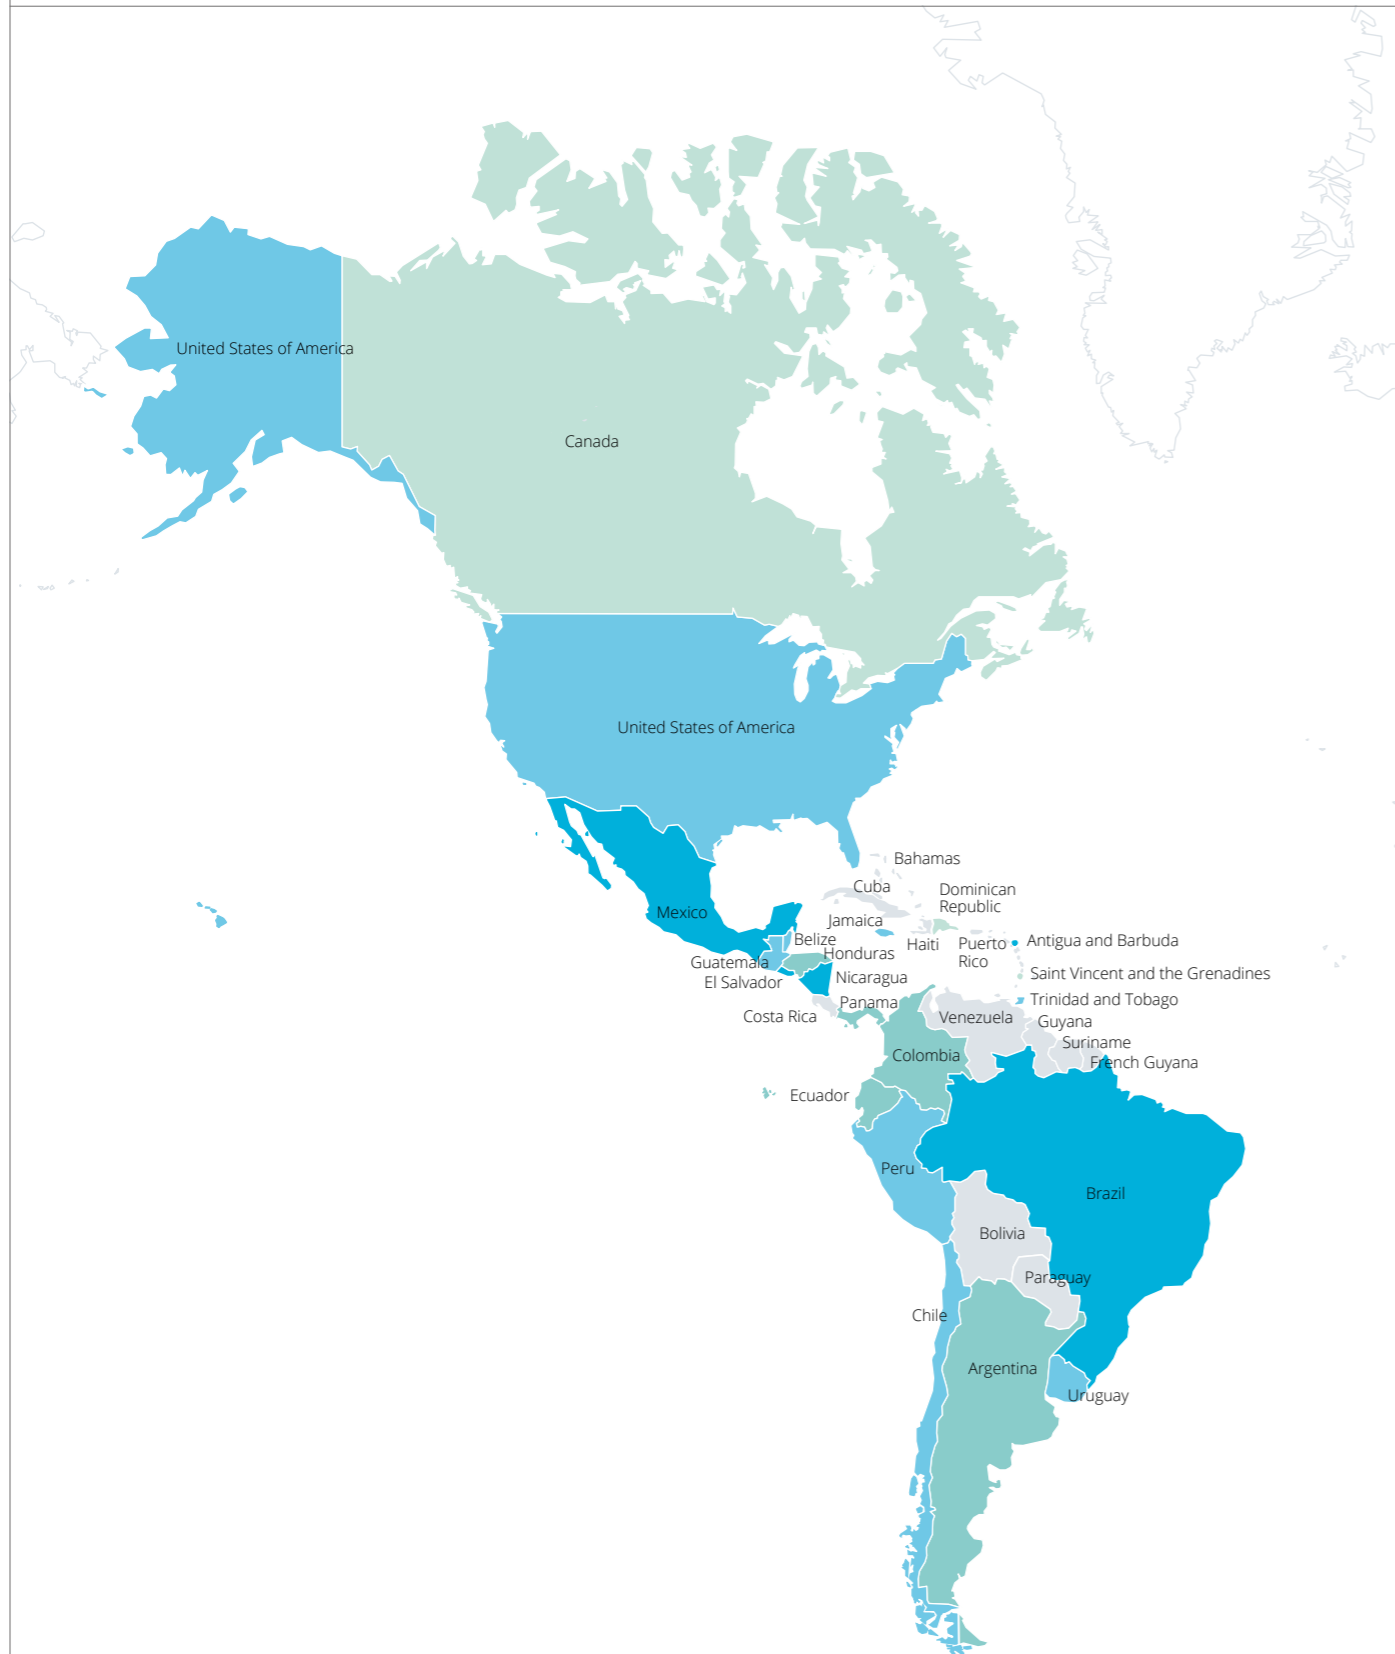 United States of America
Canada
United States of America
Bahamas
Cuba
Dominican
Republic
Mexico
Jamaica
Belize
Haiti
Puerto
Rico
Antigua and Barbuda
Honduras
Guatemala
El Salvador
Nicaragua
Saint Vincent and the Grenadines
Panama
Trinidad and Tobago
Costa Rica
Venezuela
Guyana
Suriname
French Guyana
Colombia
Ecuador
Peru
Brazil
Bolivia
Paraguay
Chile
Argentina
Uruguay